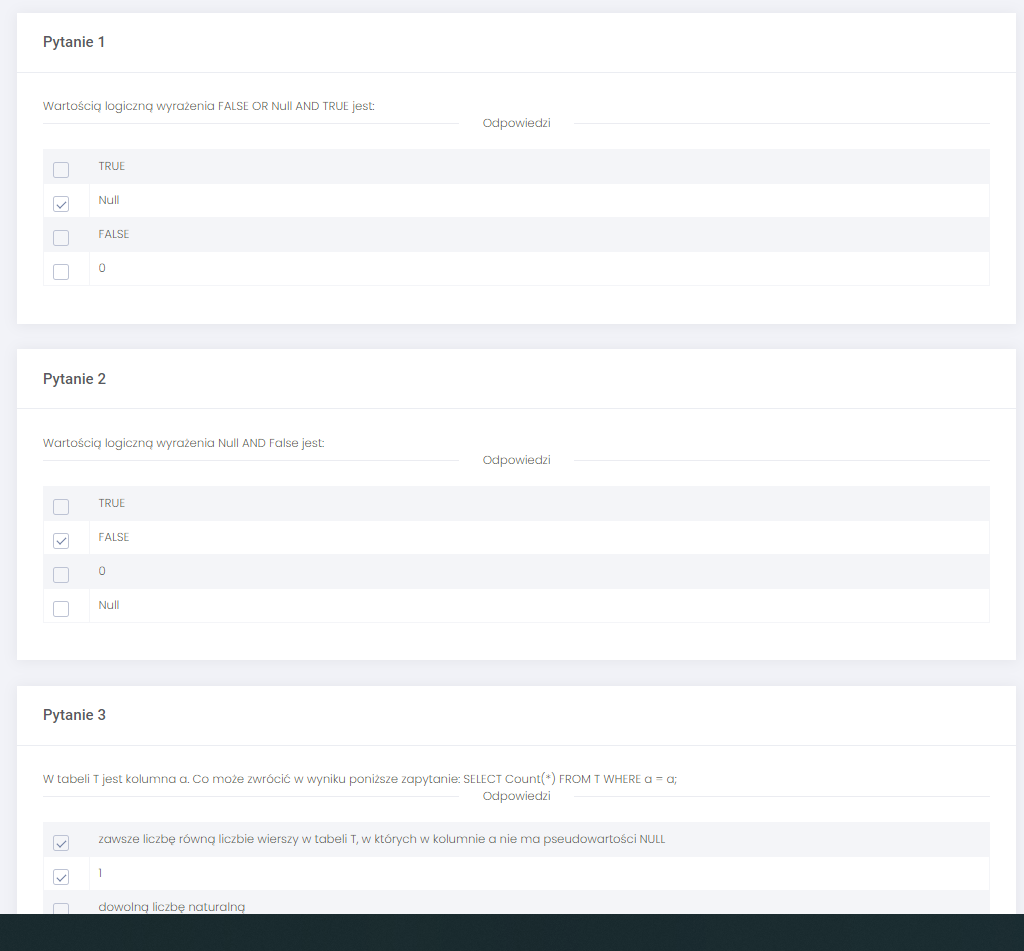 Pytanie 1
Wartością logiczną wyrażenia FALSE OR Null AND TRUE jest:
Odpowiedzi
TRUE
Null
FALSE
0
Pytanie 2
Wartością logiczną wyrażenia Null AND False jest:
Odpowiedzi
TRUE
FALSE
0
Null
Pytanie 3
W tabeli T jest kolumna a. Co może zwrócić w wyniku poniższe zapytanie: SELECT Count(*) FROM T WHERE a = a;
Odpowiedzi
zawsze liczbę równą liczbie wierszy w tabeli T, w których w kolumnie a nie ma pseudowartości NULL
1
dowolną liczbę naturalną